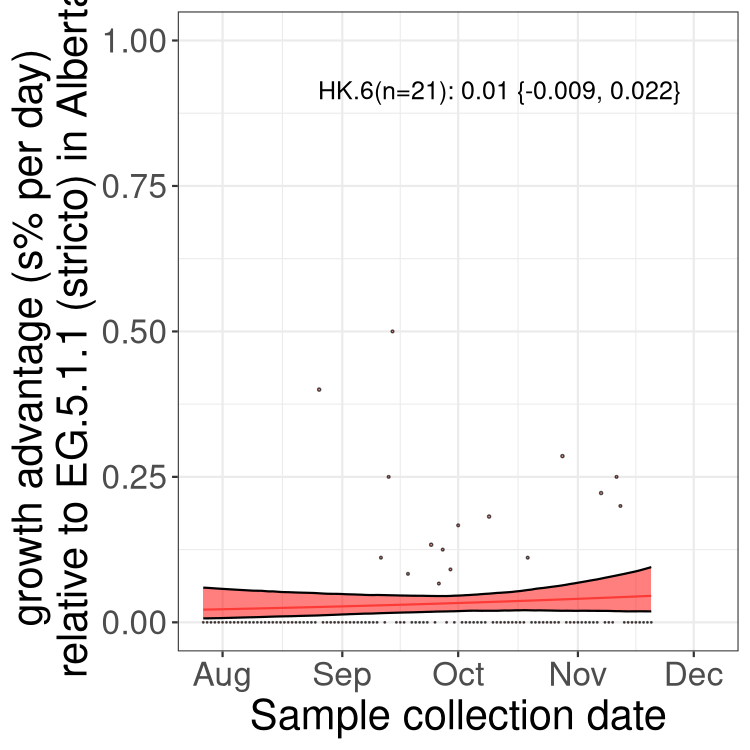 growth advantage (s% per day)
relative to EG.5.1.1 (stricto) in Alberta
1.00
0.75
0.50
0.25
0.00
HK.6(n=21): 0.01 {-0.009, 0.022}
Aug Sep Oct Nov Dec
Sample collection date